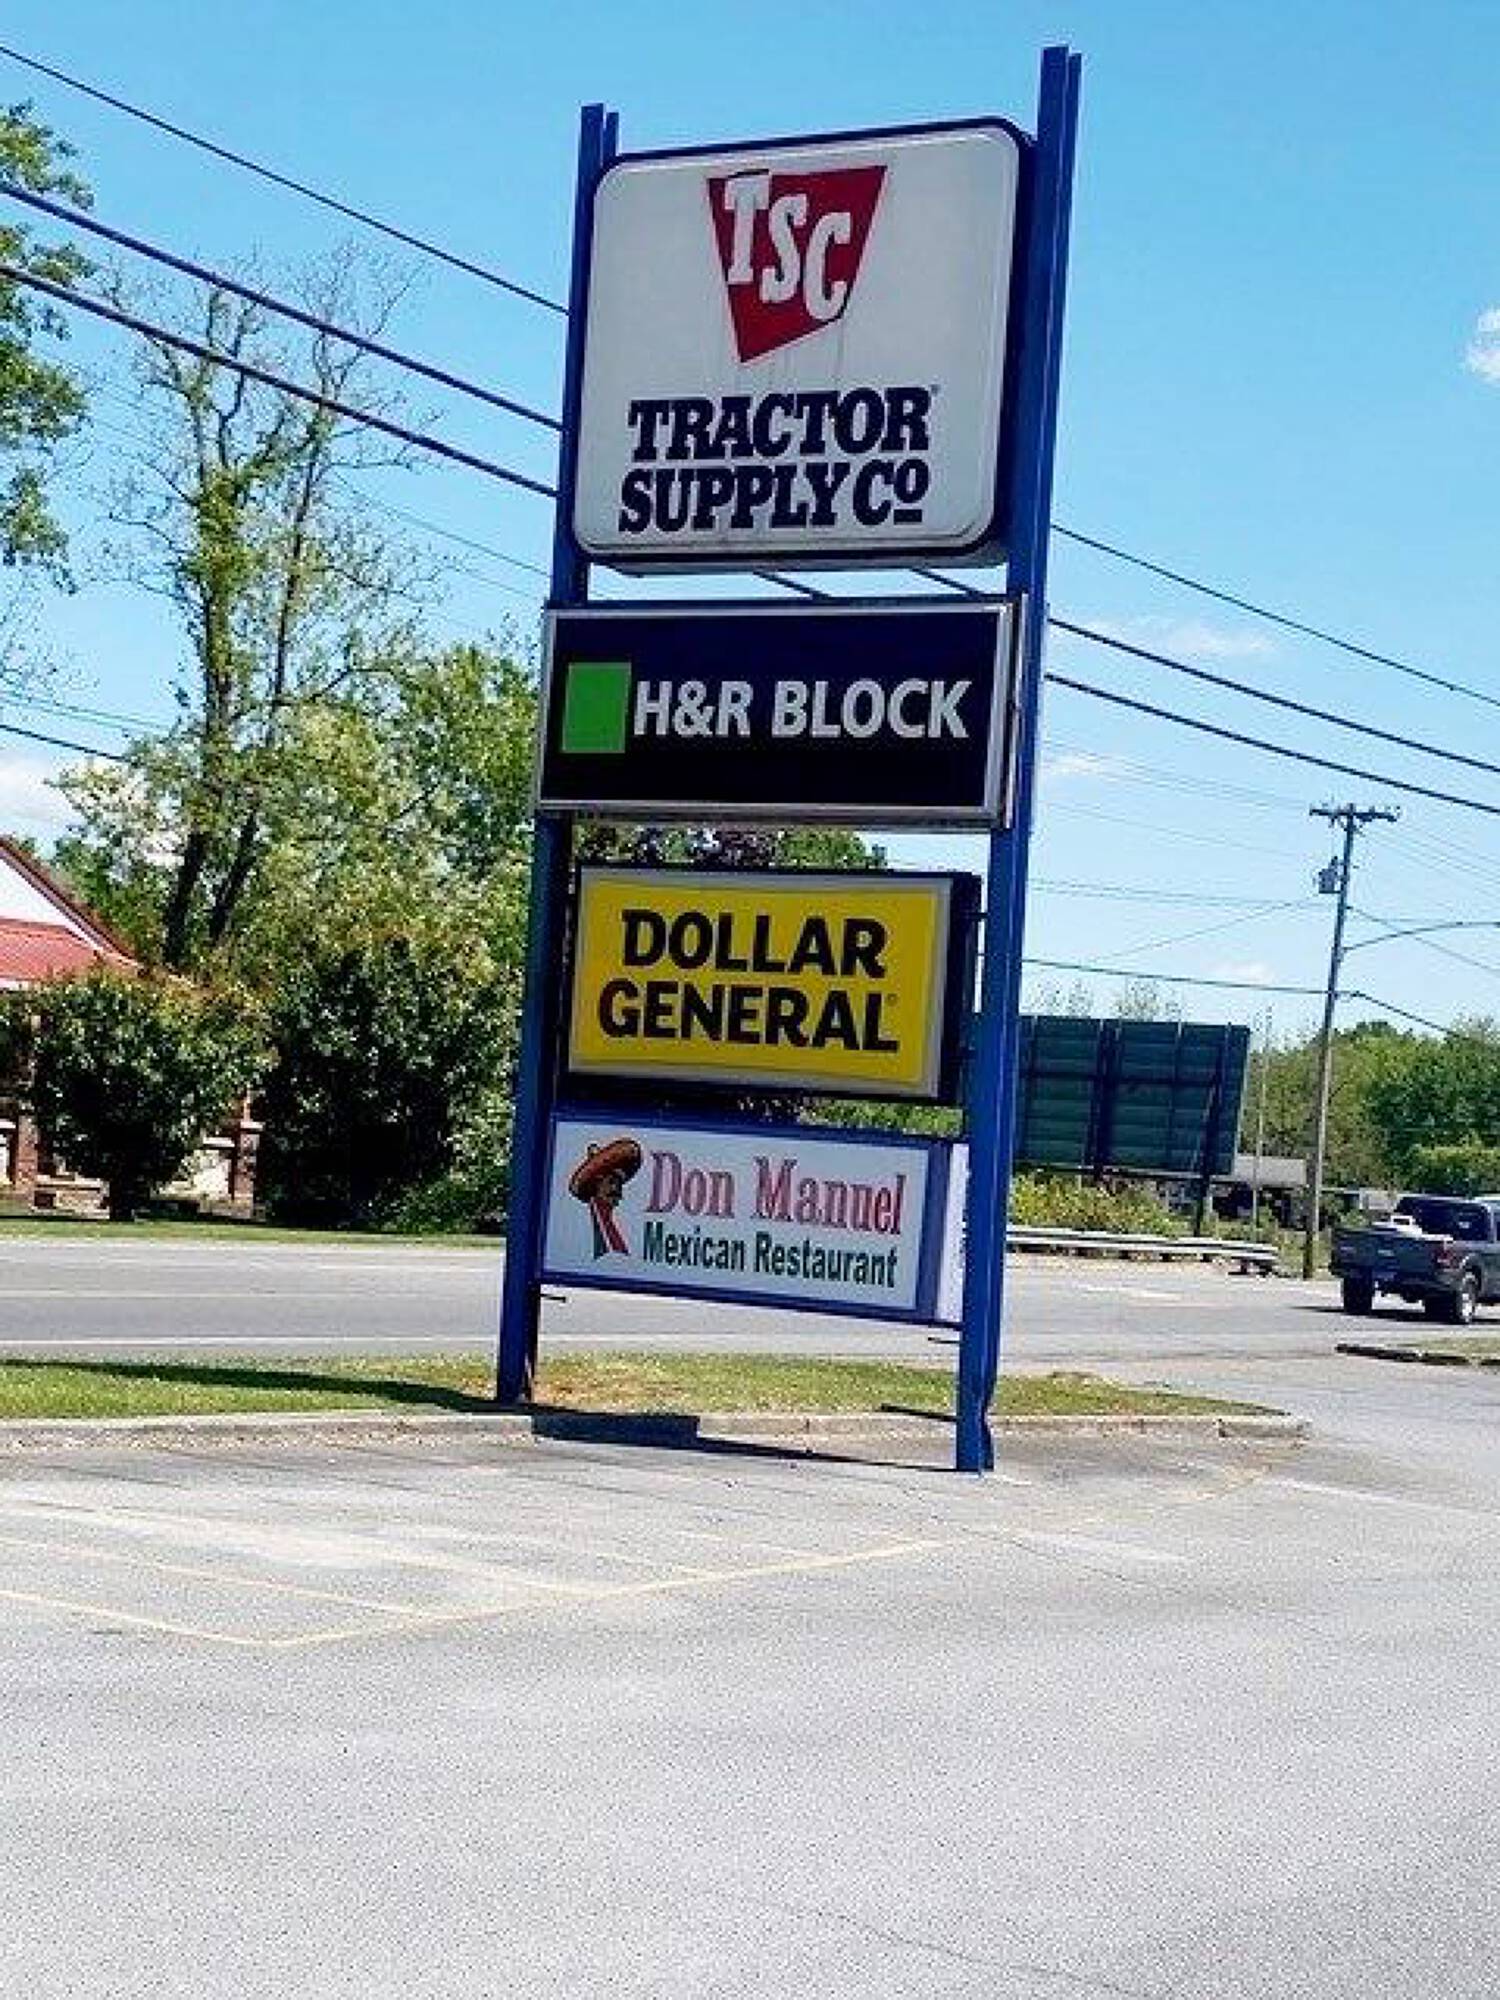 TSC
TRACTOR
SUPPLY Co
H&R BLOCK
DOLLAR
GENERAL
Don Manuel
Mexican Restaurant